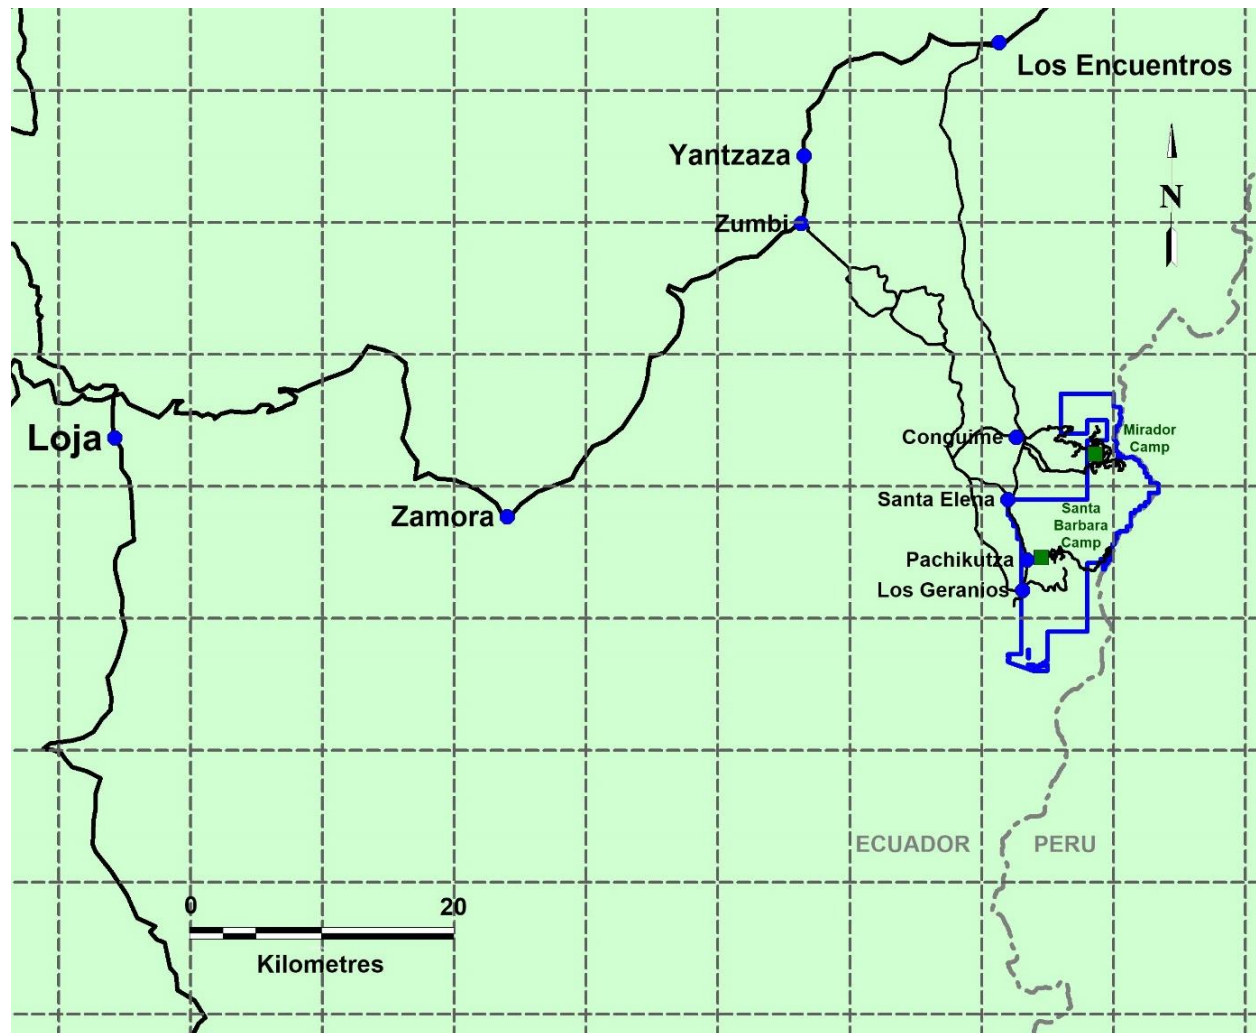 Los Encuentros
Yantzaza
N
Zumbi
Mirador
Camp
Conguime
Loja
Santa Elena
Santa
Barbara
Camp
Zamora
Pachikutza
Los Geranios
ECUADOR
PERU
0
20
Kilometres